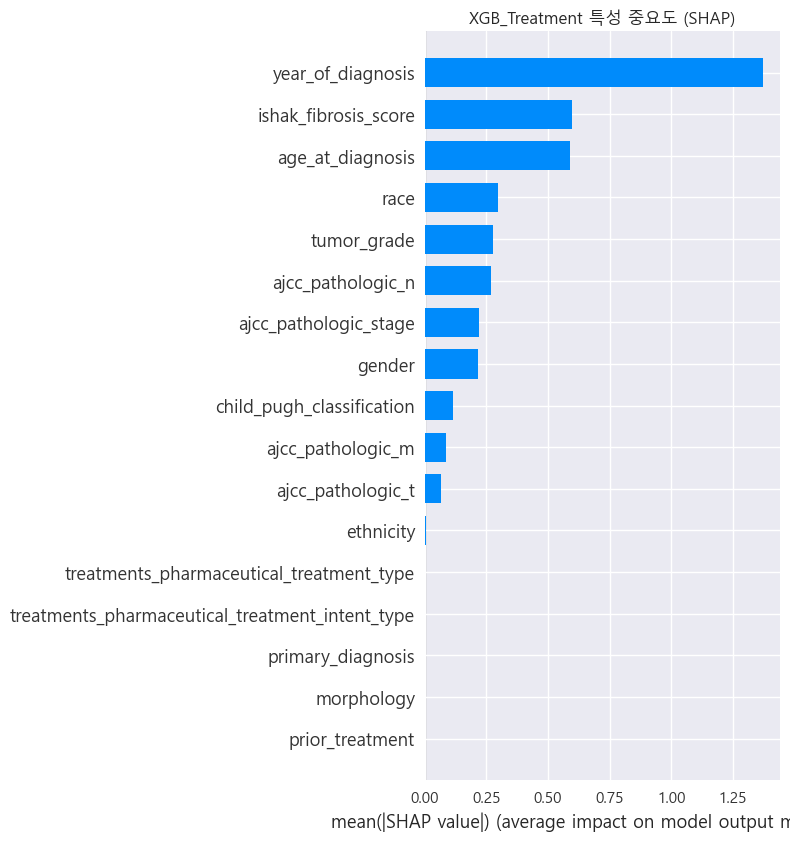 XGB_Treatment 특성 중요도 (SHAP)
year_of_diagnosis
ishak_fibrosis_score
age_at_diagnosis
race
tumor_grade
ajcc_pathologic_n
ajcc_pathologic_stage
gender
child_pugh_classification
ajcc_pathologic_m
ajcc_pathologic_t
ethnicity
treatments_pharmaceutical_treatment_type
treatments_pharmaceutical_treatment_intent_type
primary_diagnosis
morphology
prior_treatment
0.00 0.25 0.50 0.75 1.00 1.25
mean(|SHAP value|) (average impact on model output m